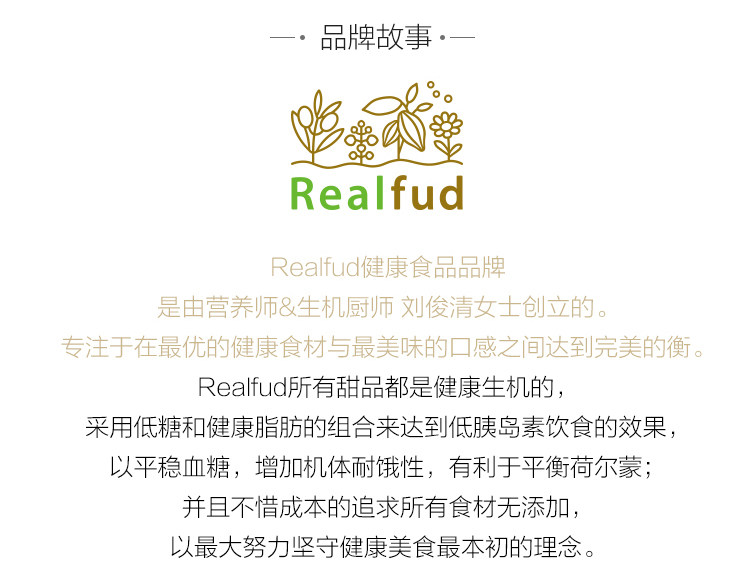 品牌故事
Realfud
Realfud健康食品品牌
是由营养师&生机厨师 刘俊清女士创立的。
专注于在最优的健康食材与最美味的口感之间达到完美的衡。
Realfud所有甜品都是健康生机的，
采用低糖和健康脂肪的组合来达到低胰岛素饮食的效果，
以平稳血糖，增加机体耐饿性，有利于平衡荷尔蒙；
并且不惜成本的追求所有食材无添加，
以最大努力坚守健康美食最本初的理念。